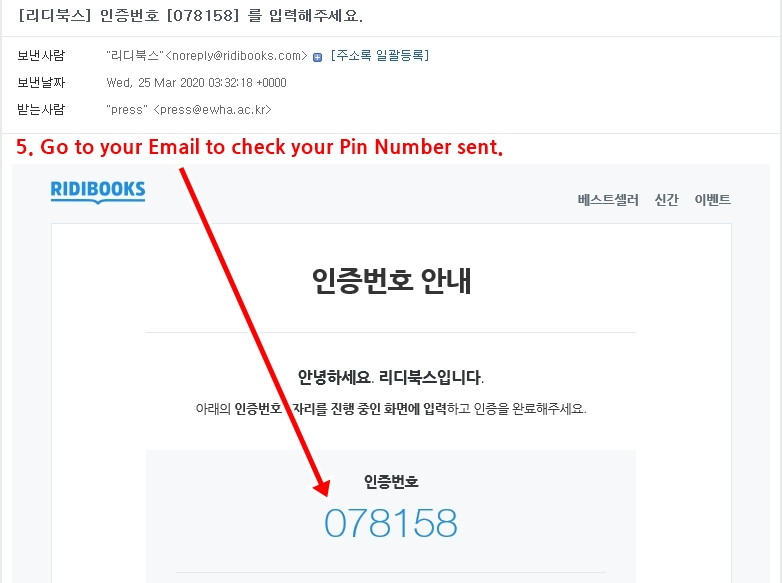 [리디북스] 인증번호 [078158] 를 입력해주세요.
보낸사람 "리디북스"<noreply@ridibooks.com> [주소록 일괄등록]
보낸날짜 Wed, 25 Mar 2020 03:32:18 +0000
받는사람 "press" <press@ewha.ac.kr>
5. Go to your Email to check your Pin Number sent.
RIDIBOOKS 베스트셀러 신간 이벤트
인증번호 안내
안녕하세요. 리디북스입니다.
아래의 인증번호 자리를 진행 중인 화면에 입력하고 인증을 완료해주세요.
인증번호
078158